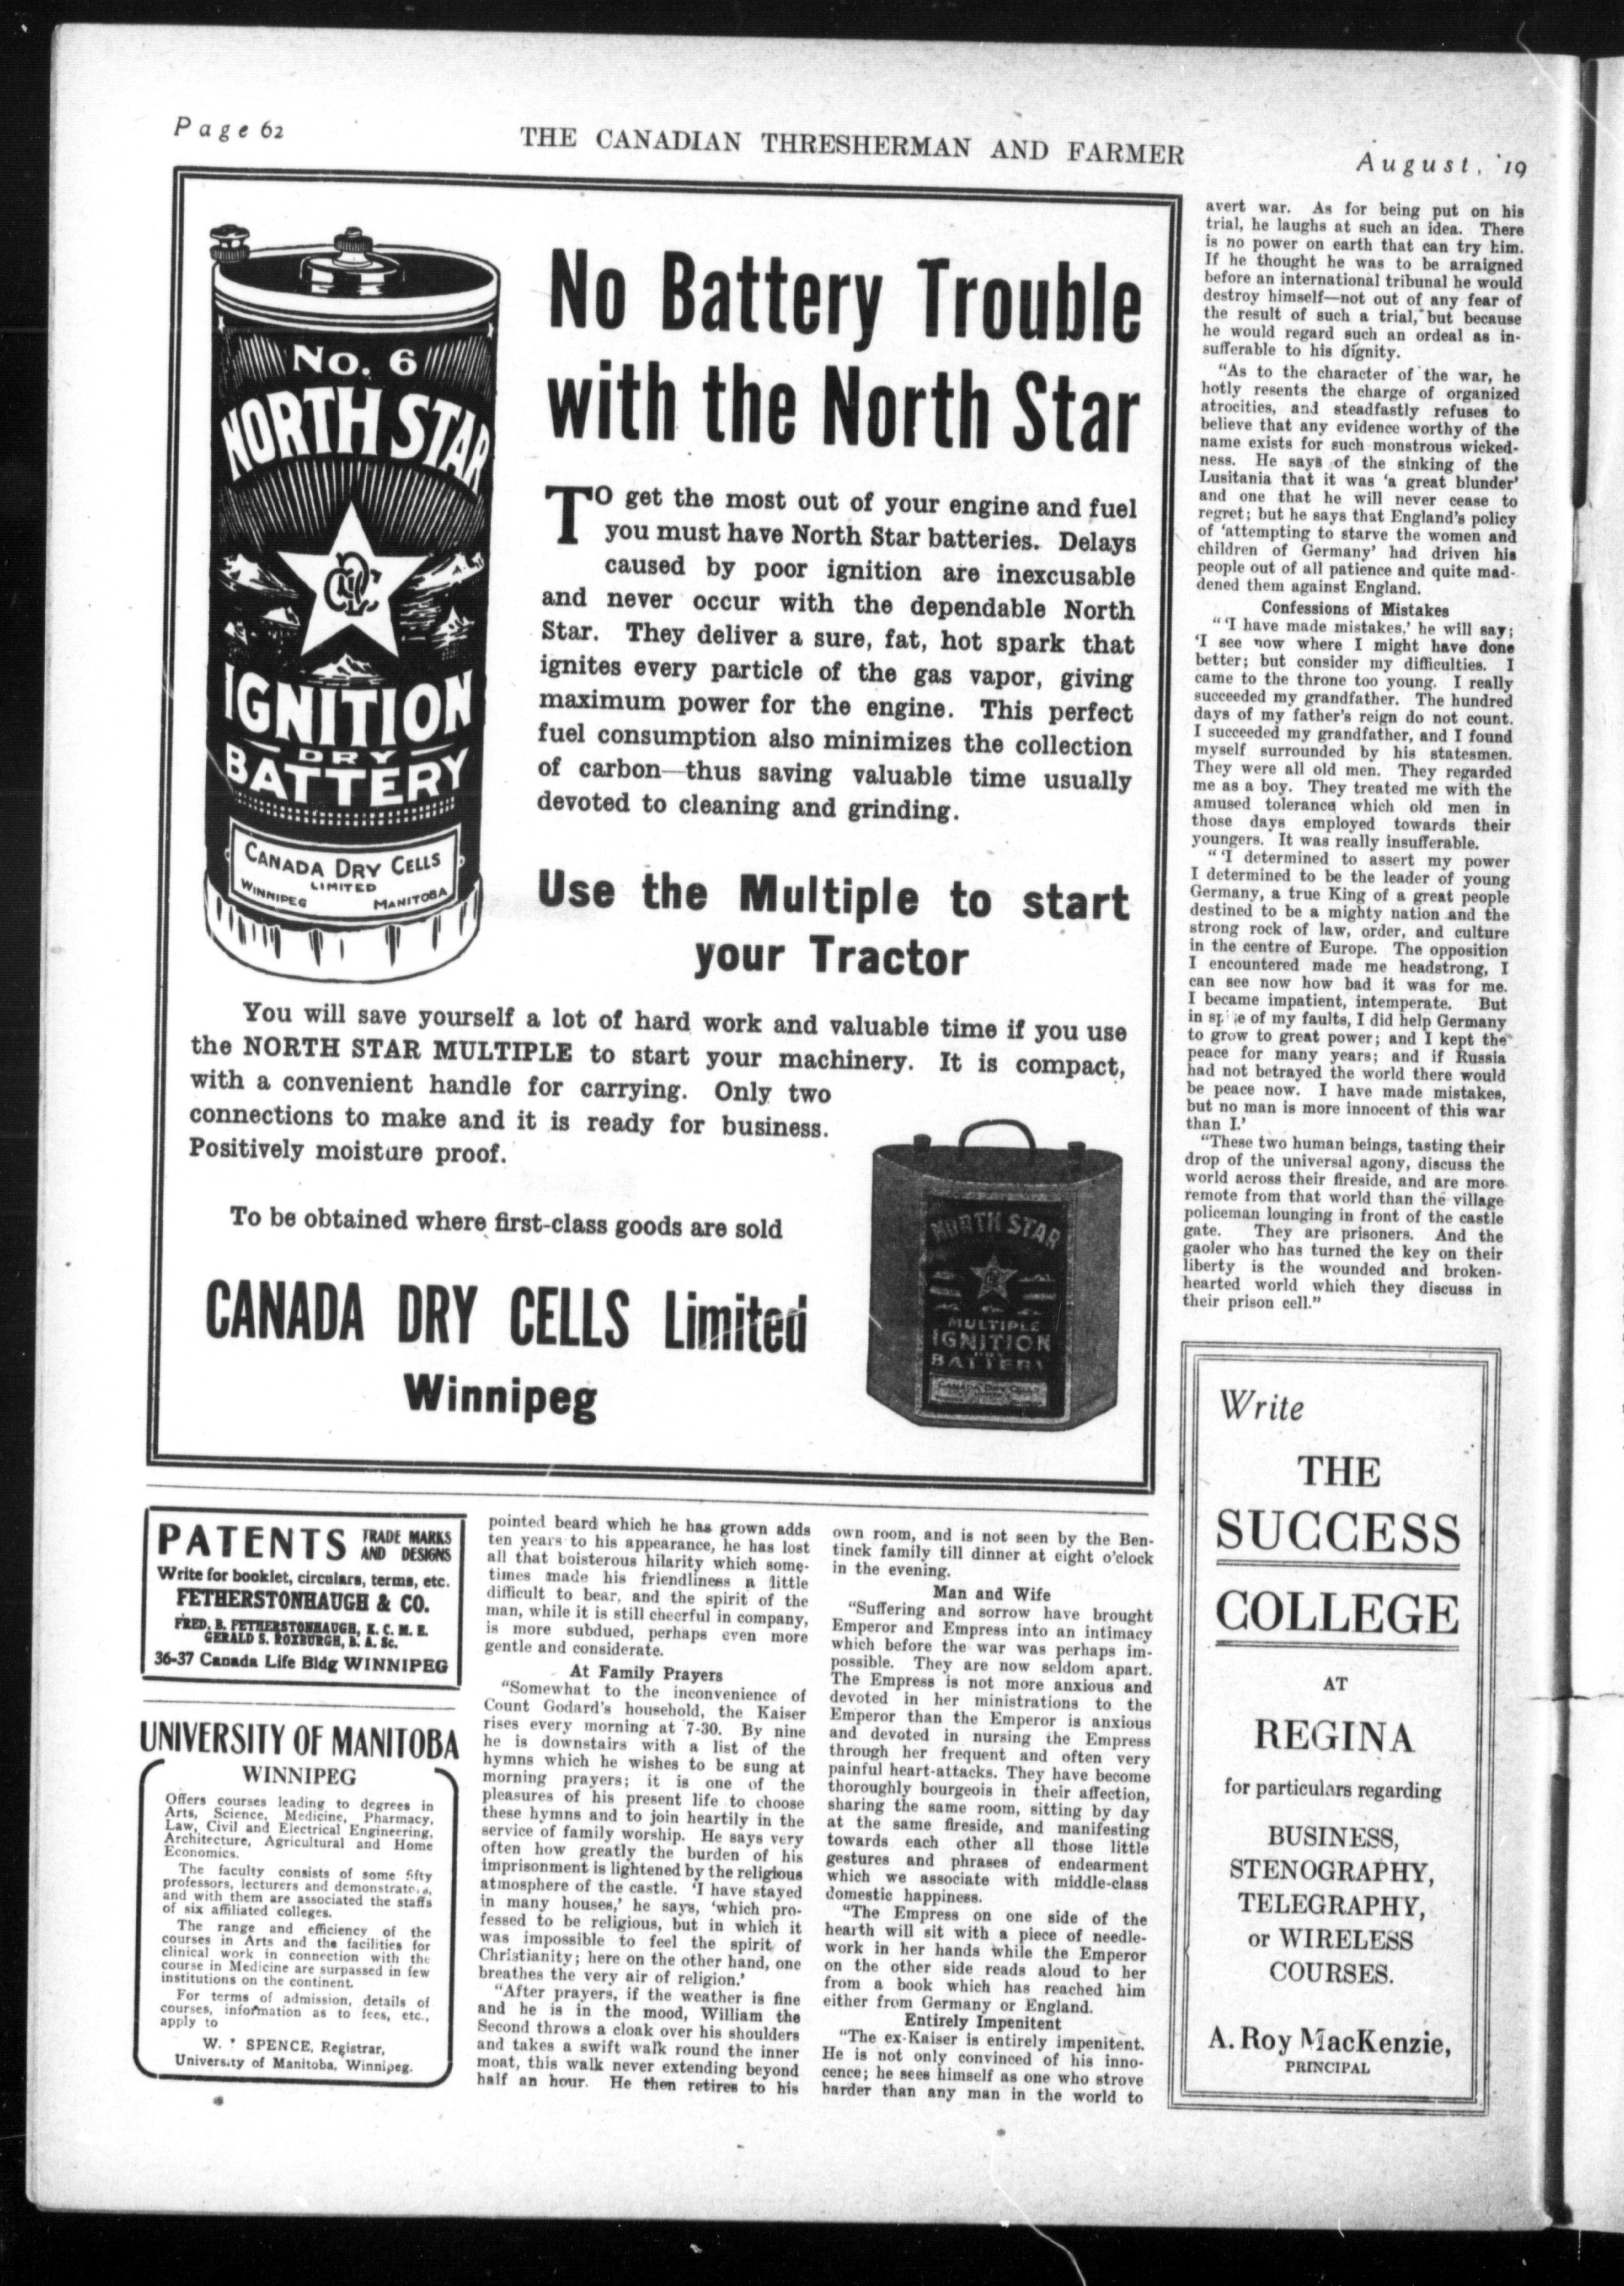 Page 62
THE CANADIAN THRESHERMAN AND FARMER
August, '19
No. 6
NORTH STAR
IGNITION
DRY
BATTERY
CANADA DRY CELLS
LIMITED
WINNIPEG MANITOBA
No Battery Trouble
with the North Star
TO get the most out of your engine and fuel
you must have North Star batteries. Delays
caused by poor ignition are inexcusable
and never occur with the dependable North
Star. They deliver a sure, fat, hot spark that
ignites every particle of the gas vapor, giving
maximum power for the engine. This perfect
fuel consumption also minimizes the collection
of carbon—thus saving valuable time usually
devoted to cleaning and grinding.
Use the Multiple to start
your Tractor
You will save yourself a lot of hard work and valuable time if you use
the NORTH STAR MULTIPLE to start your machinery. It is compact,
with a convenient handle for carrying. Only two
connections to make and it is ready for business.
Positively moisture proof.
To be obtained where first-class goods are sold
CANADA DRY CELLS Limited
Winnipeg
NORTH STAR
MULTIPLE
IGNITION
BATTERY
CANADA DRY CELLS
PATENTS TRADE MARKS
AND DESIGNS
Write for booklet, circulars, terms, etc.
FETHERSTONHAUGH & CO.
FRED. B. FETHERSTONHAUGH, K. C. M. E.
GERALD S. ROXBURGH, B. A. Sc.
36-37 Canada Life Bldg WINNIPEG
UNIVERSITY OF MANITOBA
WINNIPEG
Offers courses leading to degrees in
Arts, Science, Medicine, Pharmacy,
Law, Civil and Electrical Engineering,
Architecture, Agricultural and Home
Economics.
The faculty consists of some fifty
professors, lecturers and demonstrators,
and with them are associated the staffs
of six affiliated colleges.
The range and efficiency of the
courses in Arts and the facilities for
clinical work in connection with the
course in Medicine are surpassed in few
institutions on the continent.
For terms of admission, details of
courses, information as to fees, etc.,
apply to
W. SPENCE, Registrar,
University of Manitoba, Winnipeg.
pointed beard which he has grown adds
ten years to his appearance, he has lost
all that boisterous hilarity which some-
times made his friendliness a little
difficult to bear, and the spirit of the
man, while it is still cheerful in company,
is more subdued, perhaps even more
gentle and considerate.
At Family Prayers
"Somewhat to the inconvenience of
Count Godard's household, the Kaiser
rises every morning at 7-30. By nine
he is downstairs with a list of the
hymns which he wishes to be sung at
morning prayers; it is one of the
pleasures of his present life to choose
these hymns and to join heartily in the
service of family worship. He says very
often how greatly the burden of his
imprisonment is lightened by the religious
atmosphere of the castle. 'I have stayed
in many houses,' he says, 'which pro-
fessed to be religious, but in which it
was impossible to feel the spirit of
Christianity; here on the other hand, one
breathes the very air of religion.'
"After prayers, if the weather is fine
and he is in the mood, William the
Second throws a cloak over his shoulders
and takes a swift walk round the inner
moat, this walk never extending beyond
half an hour. He then retires to his
own room, and is not seen by the Ben-
tinck family till dinner at eight o'clock
in the evening.
Man and Wife
"Suffering and sorrow have brought
Emperor and Empress into an intimacy
which before the war was perhaps im-
possible. They are now seldom apart.
The Empress is not more anxious and
devoted in her ministrations to the
Emperor than the Emperor is anxious
and devoted in nursing the Empress
through her frequent and often very
painful heart-attacks. They have become
thoroughly bourgeois in their affection,
sharing the same room, sitting by day
at the same fireside, and manifesting
towards each other all those little
gestures and phrases of endearment
which we associate with middle-class
domestic happiness.
"The Empress on one side of the
hearth will sit with a piece of needle-
work in her hands while the Emperor
on the other side reads aloud to her
from a book which has reached him
either from Germany or England.
Entirely Impenitent
"The ex-Kaiser is entirely impenitent.
He is not only convinced of his inno-
cence; he sees himself as one who strove
harder than any man in the world to
avert war. As for being put on his
trial, he laughs at such an idea. There
is no power on earth that can try him.
If he thought he was to be arraigned
before an international tribunal he would
destroy himself—not out of any fear of
the result of such a trial, but because
he would regard such an ordeal as in-
sufferable to his dignity.
"As to the character of the war, he
hotly resents the charge of organized
atrocities, and steadfastly refuses to
believe that any evidence worthy of the
name exists for such monstrous wicked-
ness. He says of the sinking of the
Lusitania that it was 'a great blunder'
and one that he will never cease to
regret; but he says that England's policy
of 'attempting to starve the women and
children of Germany' had driven his
people out of all patience and quite mad-
dened them against England.
Confessions of Mistakes
"'I have made mistakes,' he will say;
'I see now where I might have done
better; but consider my difficulties. I
came to the throne too young. I really
succeeded my grandfather. The hundred
days of my father's reign do not count.
I succeeded my grandfather, and I found
myself surrounded by his statesmen.
They were all old men. They regarded
me as a boy. They treated me with the
amused tolerance which old men in
those days employed towards their
youngers. It was really insufferable.
"'I determined to assert my power
I determined to be the leader of young
Germany, a true King of a great people
destined to be a mighty nation and the
strong rock of law, order, and culture
in the centre of Europe. The opposition
I encountered made me headstrong, I
can see now how bad it was for me.
I became impatient, intemperate. But
in spite of my faults, I did help Germany
to grow to great power; and I kept the
peace for many years; and if Russia
had not betrayed the world there would
be peace now. I have made mistakes,
but no man is more innocent of this war
than I.'
"These two human beings, tasting their
drop of the universal agony, discuss the
world across their fireside, and are more
remote from that world than the village
policeman lounging in front of the castle
gate. They are prisoners. And the
gaoler who has turned the key on their
liberty is the wounded and broken-
hearted world which they discuss in
their prison cell."
Write
THE
SUCCESS
COLLEGE
AT
REGINA
for particulars regarding
BUSINESS,
STENOGRAPHY,
TELEGRAPHY,
or WIRELESS
COURSES.
A. Roy MacKenzie,
PRINCIPAL